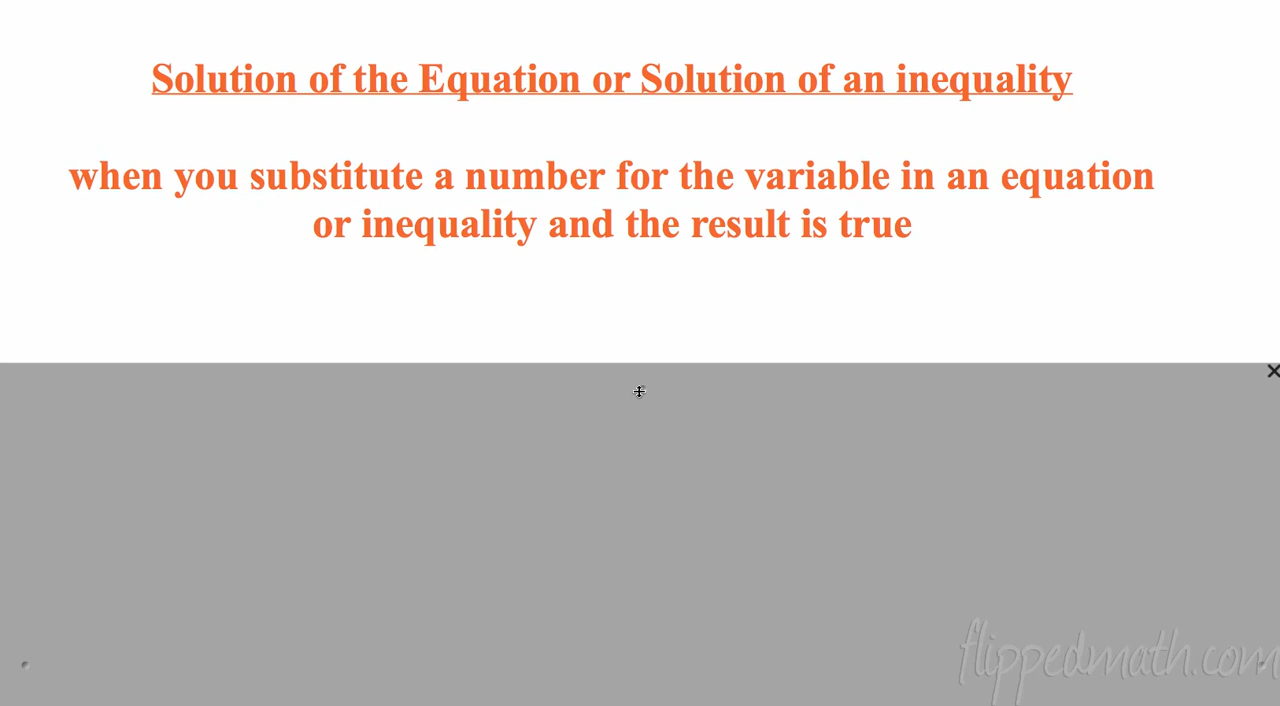 Solution of the Equation or Solution of an inequality
when you substitute a number for the variable in an equation
or inequality and the result is true
flippedmath.com